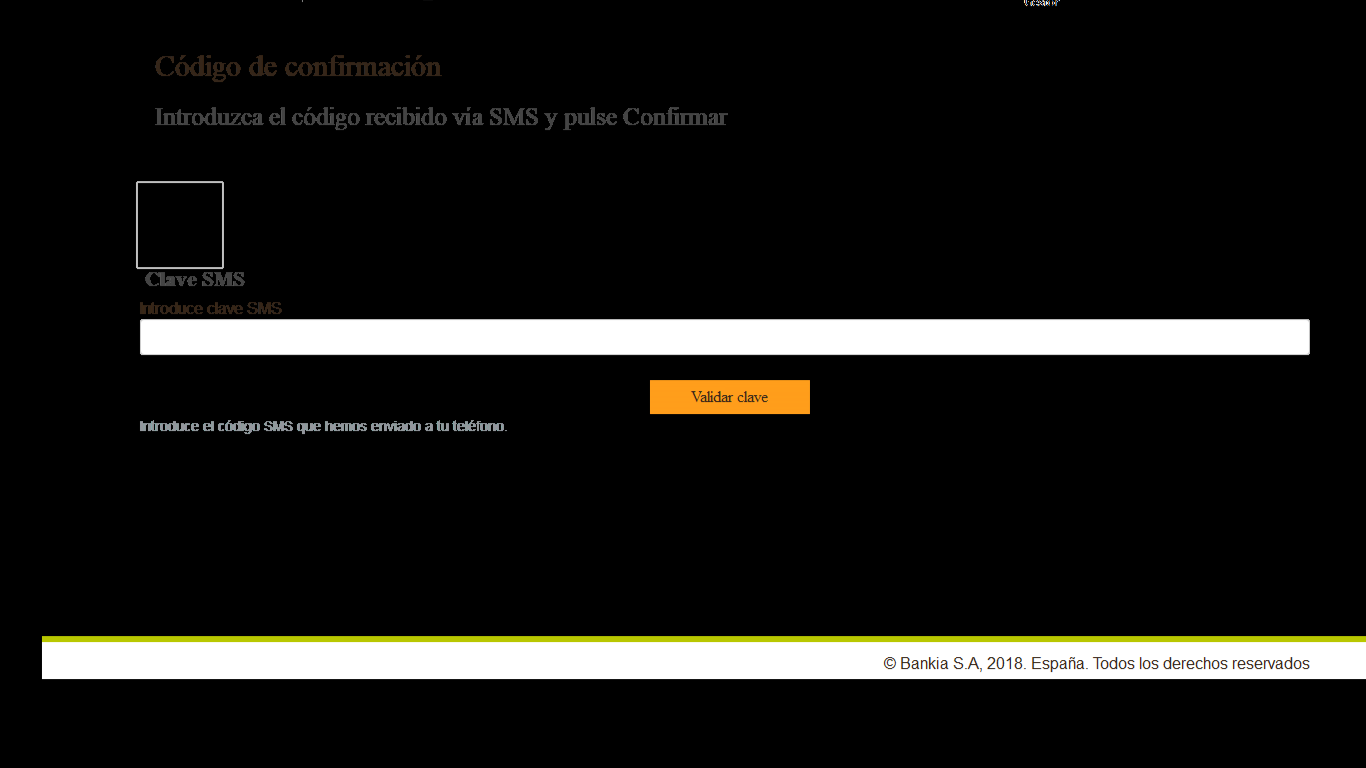 Código de confirmación
Introduzca el código recibido vía SMS y pulse Confirmar
Clave SMS
Introduce clave SMS
Validar clave
Introduce el código SMS que hemos enviado a tu teléfono.
© Bankia S.A, 2018. España. Todos los derechos reservados